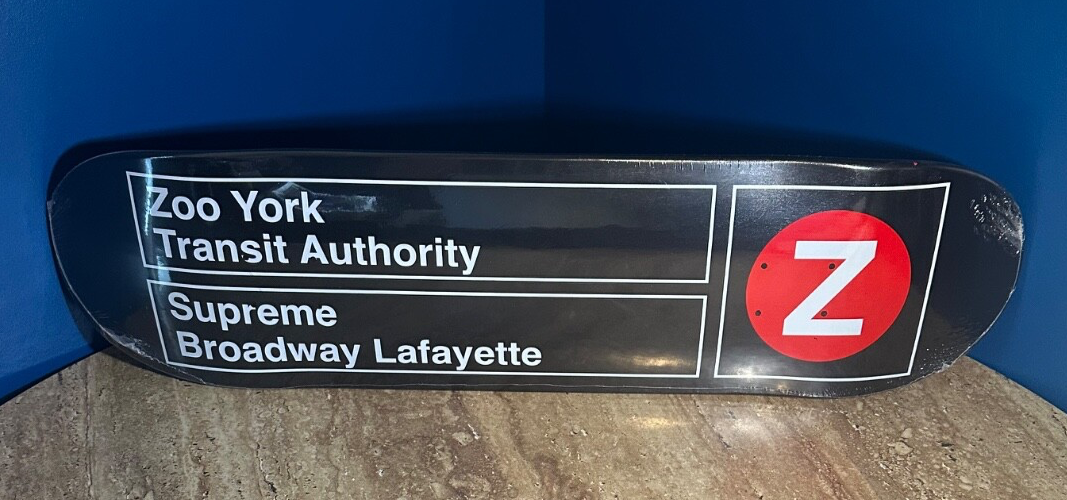 Zoo York
Transit Authority
Supreme
Broadway Lafayette
Z